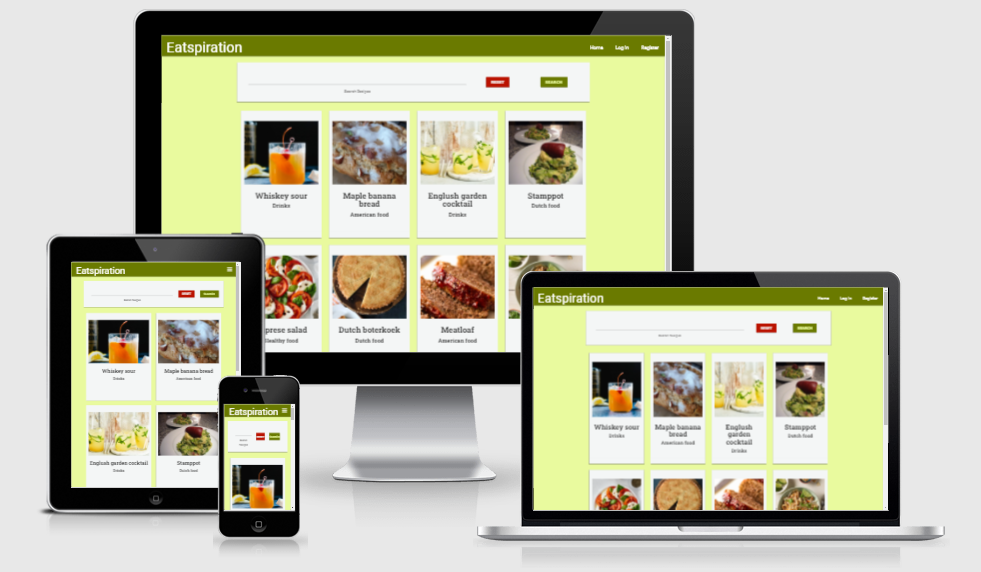 Eatspiration
Home Log In Register
Search Recipes
RESET SEARCH
Whiskey sour
Drinks
Maple banana
bread
American food
Englush garden
cocktail
Drinks
Stamppot
Dutch food
prese salad
Healthy food
Dutch boterkoek
Dutch food
Meatloaf
American food
Eatspiration
Search Recipes
RESET SEARCH
Whiskey sour
Drinks
Maple banana bread
American food
Englush garden cocktail
Drinks
Stamppot
Dutch food
Eatspiration
Search
Recipes
Eatspiration
Home Log In Register
Search Recipes
RESET SEARCH
Whiskey sour
Drinks
Maple banana
bread
American food
Englush
garden
cocktail
Drinks
Stamppot
Dutch food